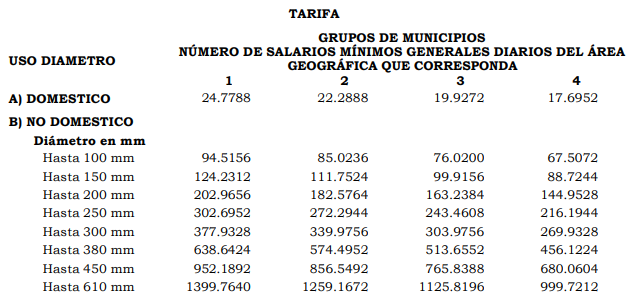 TARIFA
GRUPOS DE MUNICIPIOS
USO DIAMETRO NÚMERO DE SALARIOS MÍNIMOS GENERALES DIARIOS DEL ÁREA
GEOGRÁFICA QUE CORRESPONDA
1 2 3 4
A) DOMESTICO 24.7788 22.2888 19.9272 17.6952
B) NO DOMESTICO
Diámetro en mm
Hasta 100 mm 94.5156 85.0236 76.0200 67.5072
Hasta 150 mm 124.2312 111.7524 99.9156 88.7244
Hasta 200 mm 202.9656 182.5764 163.2384 144.9528
Hasta 250 mm 302.6952 272.2944 243.4608 216.1944
Hasta 300 mm 377.9328 339.9756 303.9756 269.9328
Hasta 380 mm 638.6424 574.4952 513.6552 456.1224
Hasta 450 mm 952.1892 856.5492 765.8388 680.0604
Hasta 610 mm 1399.7640 1259.1672 1125.8196 999.7212